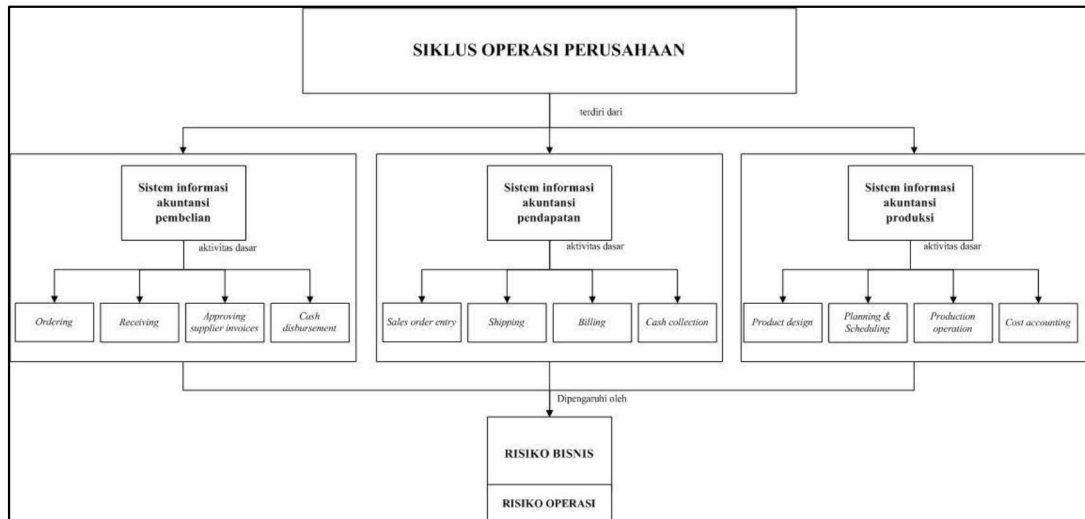 SIKLUS OPERASI PERUSAHAAN
terdiri dari
Sistem informasi
akuntansi
pembelian
aktivitas dasar
Ordering
Receiving
Approving
supplier invoices
Cash
disbursement
Sistem informasi
akuntansi
pendapatan
aktivitas dasar
Sales order entry
Shipping
Billing
Cash collection
Sistem informasi
akuntansi
produksi
aktivitas dasar
Product design
Planning &
Scheduling
Production
operation
Cost accounting
Dipengaruhi oleh
RISIKO BISNIS
RISIKO OPERASI